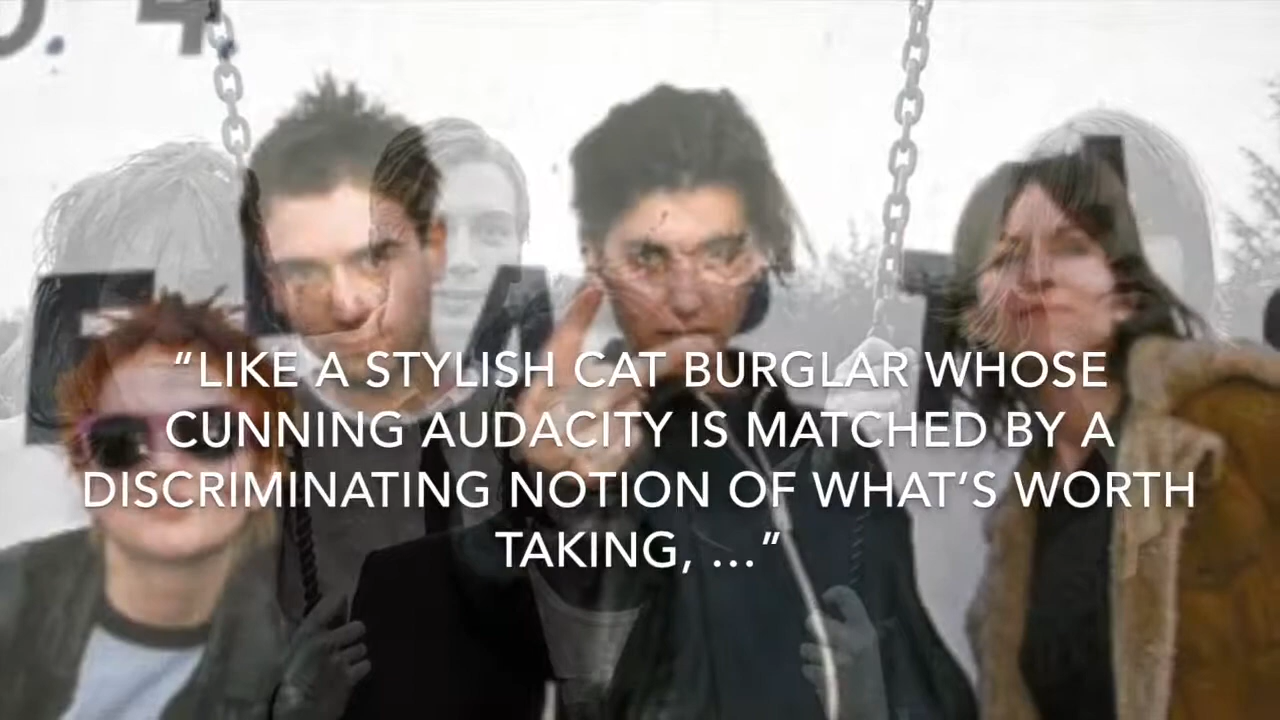 “LIKE A STYLISH CAT BURGLAR WHOSE
CUNNING AUDACITY IS MATCHED BY A
DISCRIMINATING NOTION OF WHAT’S WORTH
TAKING, ...”